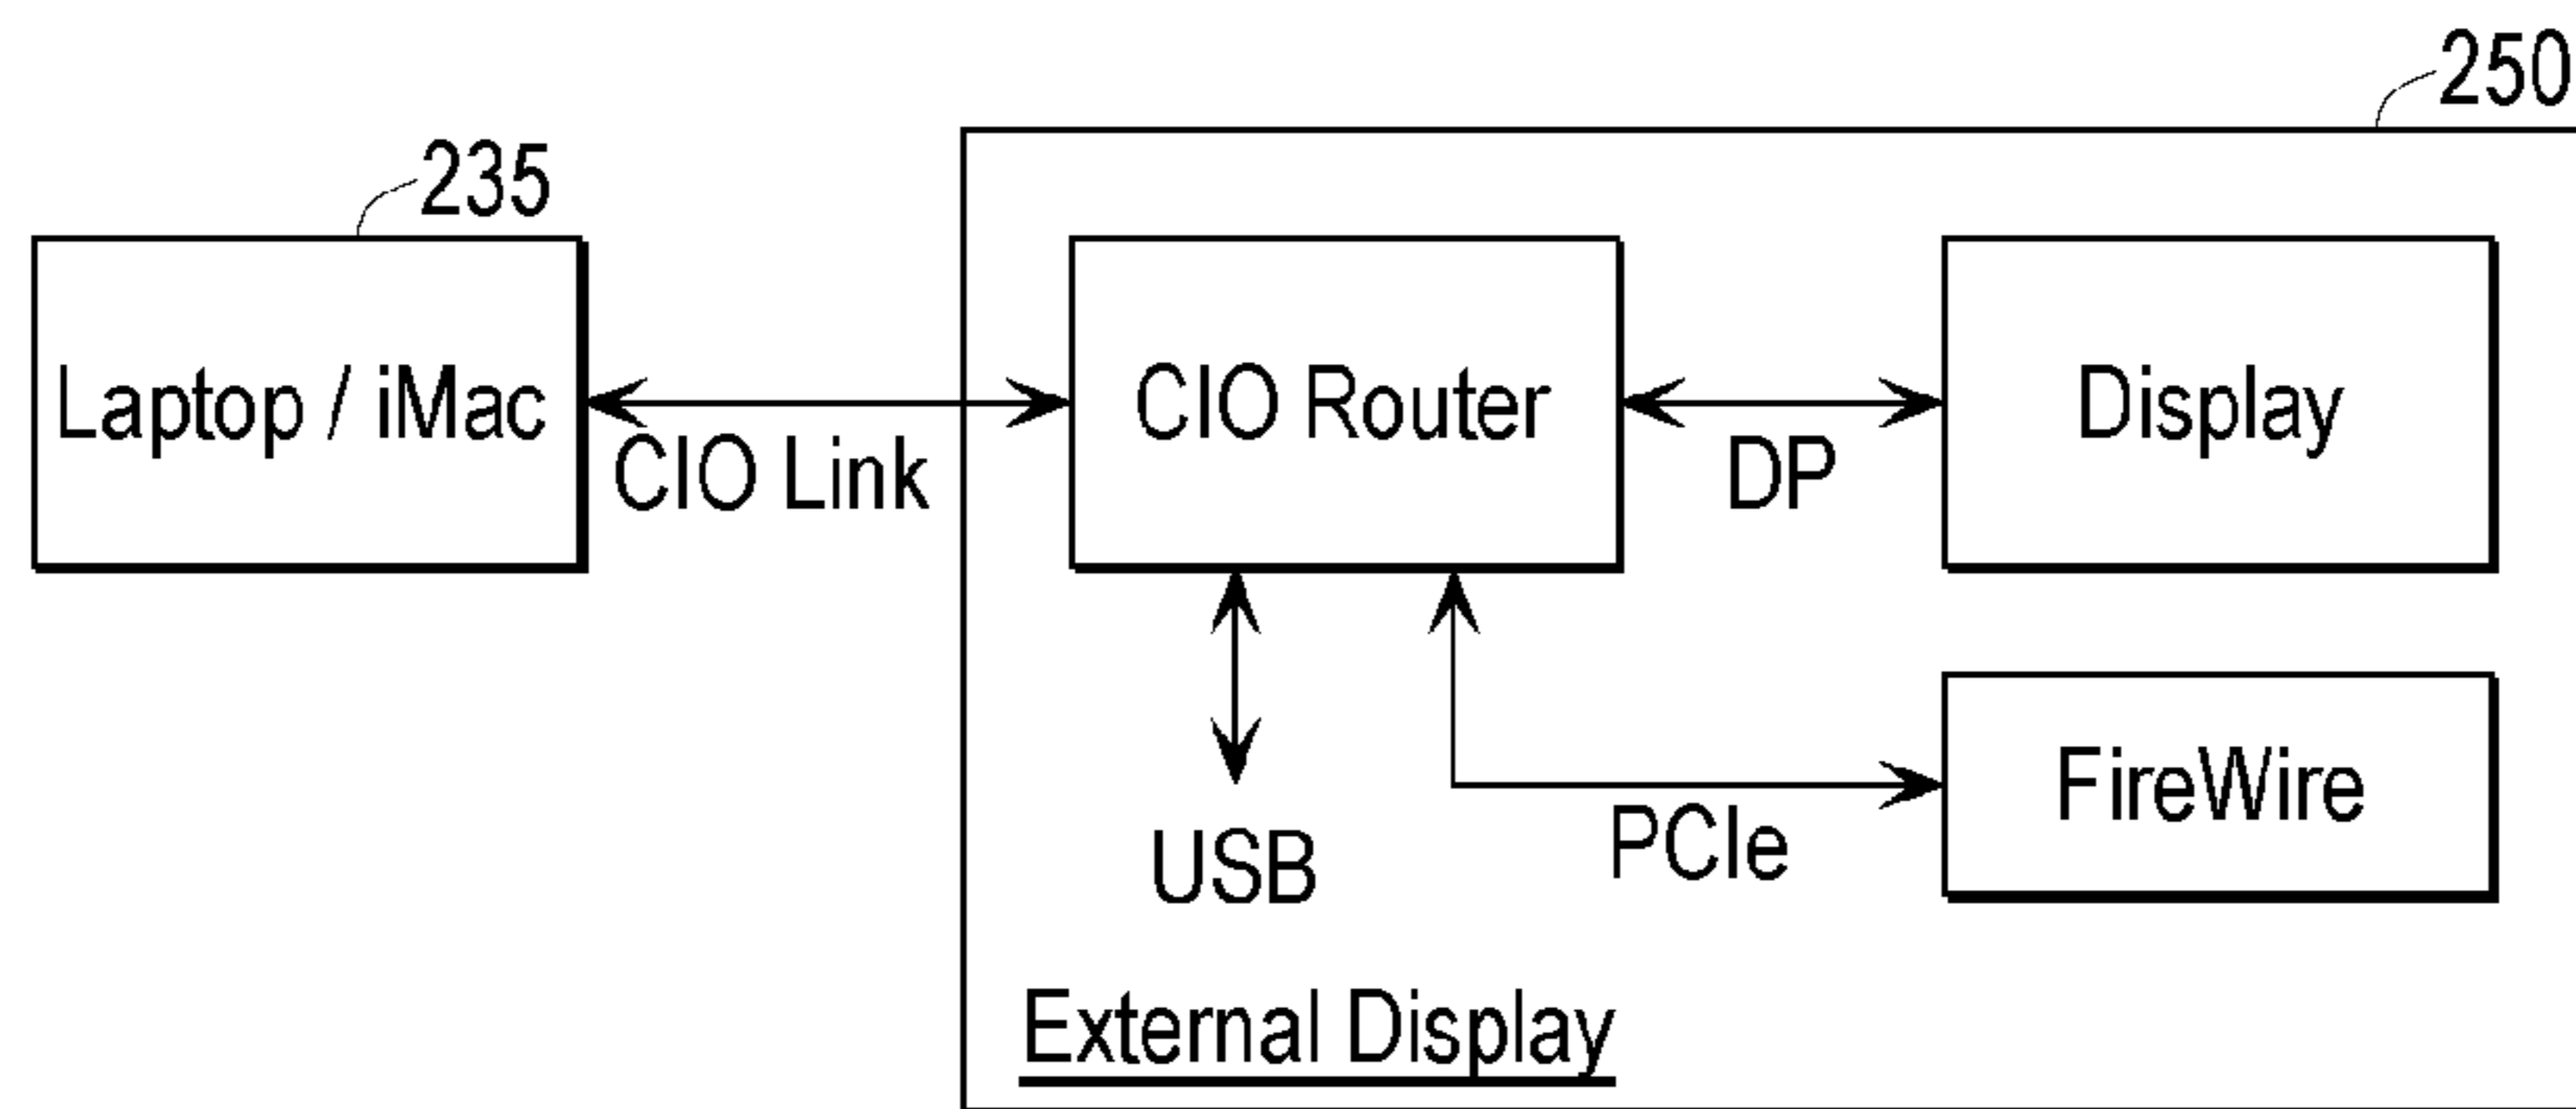 250
235
Laptop / iMac
CIO Link
CIO Router
DP
Display
USB
PCIe
FireWire
External Display